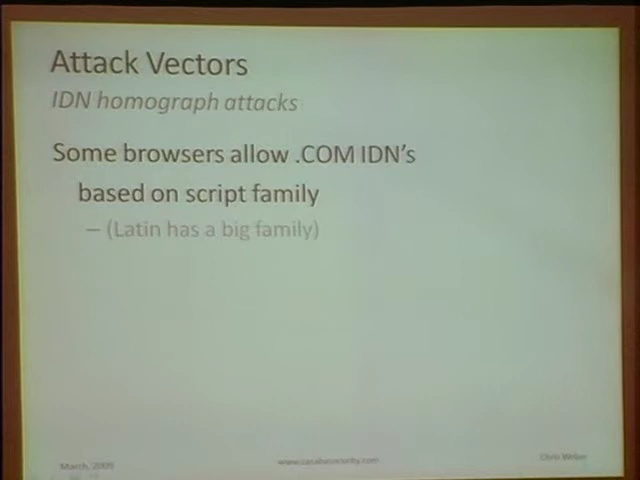 Attack Vectors
IDN homograph attacks
Some browsers allow .COM IDN's
based on script family
– (Latin has a big family)
March, 2009
www.casabasecurity.com
Chris Weber